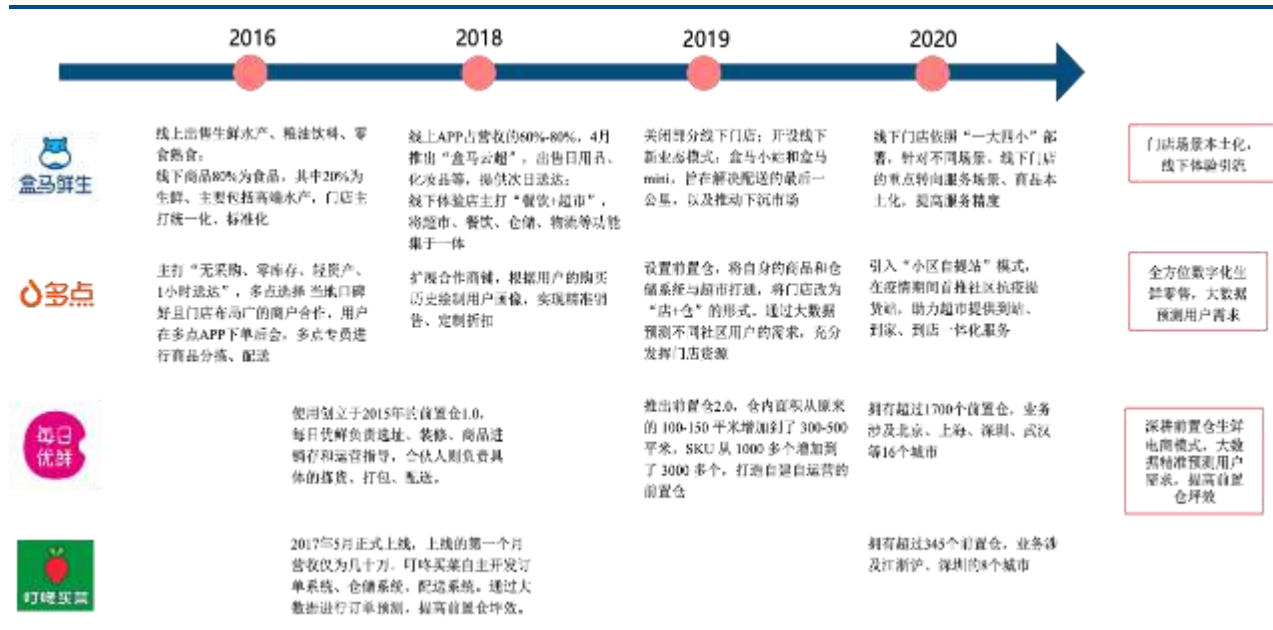 2016
2018
2019
2020
盒马鲜生
线上出售生鲜水产、粮油饮料、零
食熟食;
线下商品80%为食品,其中20%为
生鲜、主要包括高端水产,门店主
打统一化、标准化
线上APP占营收的60%-80%,4月
推出“盒马云超”,出售日用品、
化妆品等,提供次日送达;
线下体验店主打“餐饮+超市”,
将超市、餐饮、仓储、物流等功能
集于一体
关闭部分线下门店;开设线下
新业态模式:盒马小站和盒马
mini,旨在解决配送的最后一
公里,以及推动下沉市场
线下门店依照“一大四小”部
署,针对不同场景,线下门店
的重点转向服务场景、商品本
土化,提高服务精度
门店场景本土化,
线下体验引流
多点
主打“无采购、零库存、轻资产、
1小时送达”,多点选择当地口碑
好且门店布局广的商户合作,用户
在多点APP下单后会,多点专员进
行商品分拣、配送
扩展合作商铺,根据用户的购买
历史绘制用户画像,实现精准销
售、定制折扣
设置前置仓,将自身的商品和仓
储系统与超市打通,将门店改为
“店+仓”的形式。通过大数据
预测不同社区用户的需求,充分
发挥门店资源
引入“小区自提站”模式,
在疫情期间首推社区抗疫提
货站,助力超市提供到站、
到家、到店一体化服务
全方位数字化生
鲜零售,大数据
预测用户需求
每日
优鲜
使用创立于2015年的前置仓1.0,
每日优鲜负责选址、装修、商品进
销存和运营指导,合伙人则负责具
体的拣货、打包、配送。
推出前置仓2.0,仓内面积从原来
的 100-150 平米增加到了 300-500
平米,SKU 从 1000 多个增加到
了 3000 多个,打造自建自运营的
前置仓
拥有超过1700个前置仓,业务
涉及北京、上海、深圳、武汉
等16个城市
深耕前置仓生鲜
电商模式,大数
据精准预测用户
需求,提高前置
仓坪效
叮咚买菜
2017年5月正式上线,上线的第一个月
营收仅为几十万。叮咚买菜自主开发订
单系统、仓储系统、配送系统。通过大
数据进行订单预测,提高前置仓坪效。
拥有超过345个前置仓,业务涉
及江浙沪、深圳的8个城市